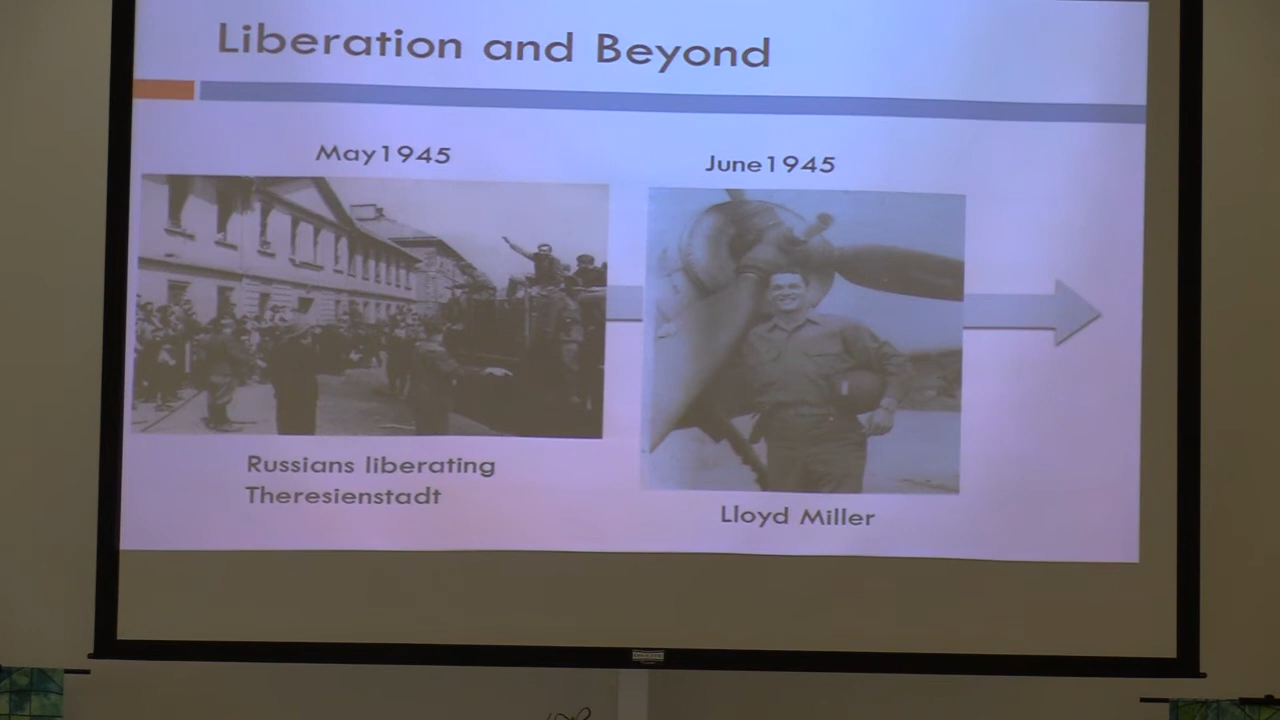 Liberation and Beyond
May1945
June1945
Russians liberating
Theresienstadt
Lloyd Miller